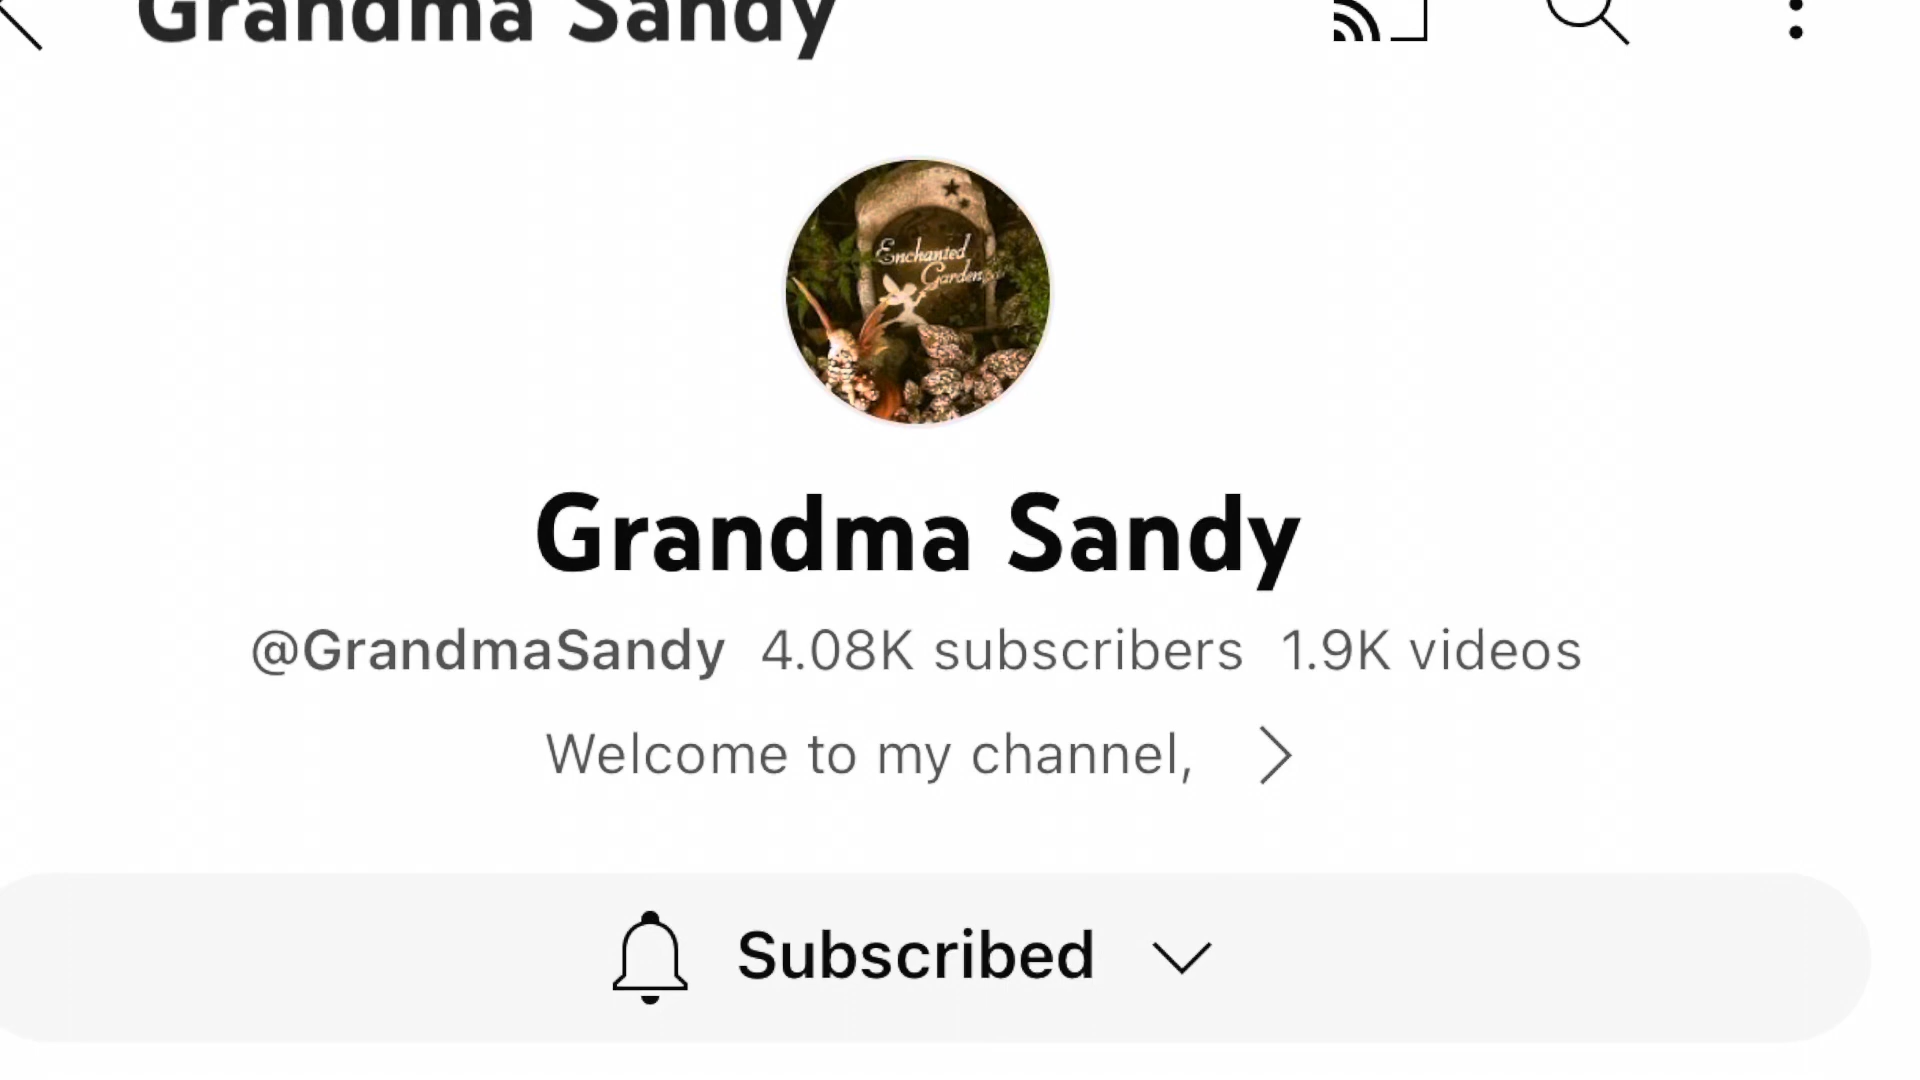 Grandma Sandy
Enchanted
Garden
Grandma Sandy
@GrandmaSandy 4.08K subscribers 1.9K videos
Welcome to my channel,
Subscribed